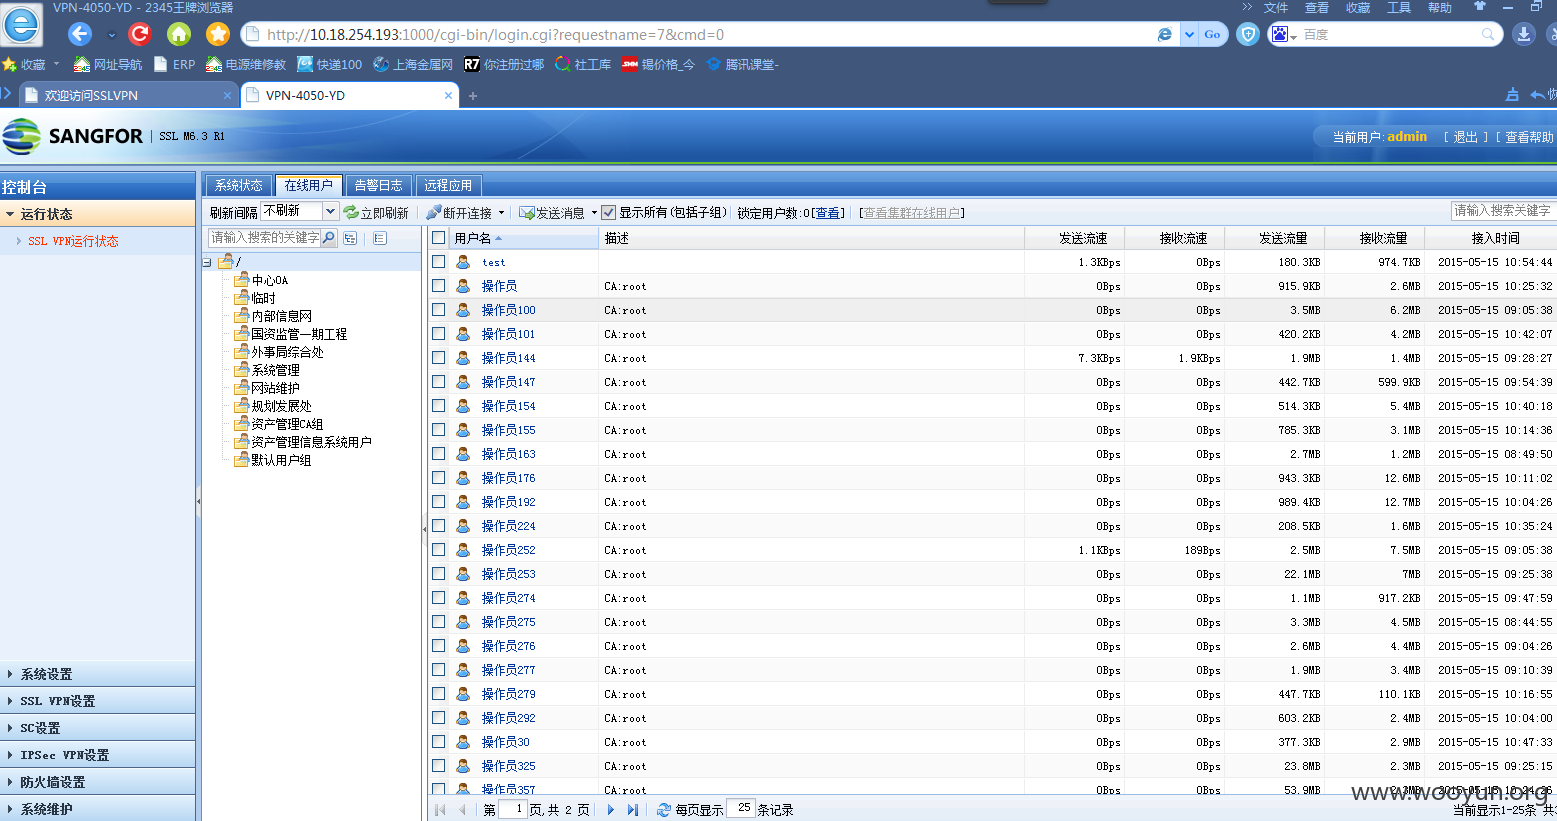 VPN-4050-YD - 2345王牌浏览器 文件 查看 收藏 工具 帮助
http://10.18.254.193:1000/cgi-bin/login.cgi?requestname=7&cmd=0 Go 百度
收藏 网址导航 ERP 电源维修教 快递100 上海金属网 你注册过哪 社工库 锡价格_今 腾讯课堂-
欢迎访问SSLVPN VPN-4050-YD
SANGFOR SSL M6.3 R1 当前用户:admin [ 退出 ] [ 查看帮助
控制台
运行状态
SSL VPN运行状态
系统设置
SSL VPN设置
SC设置
IPSec VPN设置
防火墙设置
系统维护
系统状态 在线用户 告警日志 远程应用
刷新间隔 不刷新 立即刷新 断开连接 发送消息 显示所有(包括子组) 锁定用户数:0[查看] [查看集群在线用户] 请输入搜索关键字
请输入搜索的关键字
/
中心OA
临时
内部信息网
国资监管一期工程
外事局综合处
系统管理
网站维护
规划发展处
资产管理CA组
资产管理信息系统用户
默认用户组
用户名 描述 发送流速 接收流速 发送流量 接收流量 接入时间
test 1.3KBps 0Bps 180.3KB 974.7KB 2015-05-15 10:54:44
操作员 CA:root 0Bps 0Bps 915.9KB 2.6MB 2015-05-15 10:25:32
操作员100 CA:root 0Bps 0Bps 3.5MB 6.2MB 2015-05-15 09:05:38
操作员101 CA:root 0Bps 0Bps 420.2KB 4.2MB 2015-05-15 10:42:07
操作员144 CA:root 7.3KBps 1.9KBps 1.9MB 1.4MB 2015-05-15 09:28:27
操作员147 CA:root 0Bps 0Bps 442.7KB 599.9KB 2015-05-15 09:54:39
操作员154 CA:root 0Bps 0Bps 514.3KB 5.4MB 2015-05-15 10:40:18
操作员155 CA:root 0Bps 0Bps 785.3KB 3.1MB 2015-05-15 10:14:36
操作员163 CA:root 0Bps 0Bps 2.7MB 1.2MB 2015-05-15 08:49:50
操作员176 CA:root 0Bps 0Bps 943.3KB 12.6MB 2015-05-15 10:11:02
操作员192 CA:root 0Bps 0Bps 989.4KB 12.7MB 2015-05-15 10:04:26
操作员224 CA:root 0Bps 0Bps 208.5KB 1.6MB 2015-05-15 10:35:24
操作员252 CA:root 1.1KBps 189Bps 2.5MB 7.5MB 2015-05-15 09:05:38
操作员253 CA:root 0Bps 0Bps 22.1MB 7MB 2015-05-15 09:25:38
操作员274 CA:root 0Bps 0Bps 1.1MB 917.2KB 2015-05-15 09:47:59
操作员275 CA:root 0Bps 0Bps 3.3MB 4.5MB 2015-05-15 08:44:55
操作员276 CA:root 0Bps 0Bps 2.6MB 4.4MB 2015-05-15 09:04:26
操作员277 CA:root 0Bps 0Bps 1.9MB 3.4MB 2015-05-15 09:10:39
操作员279 CA:root 0Bps 0Bps 447.7KB 110.1KB 2015-05-15 10:16:55
操作员292 CA:root 0Bps 0Bps 603.2KB 2.4MB 2015-05-15 10:04:00
操作员30 CA:root 0Bps 0Bps 377.3KB 2.9MB 2015-05-15 10:47:33
操作员325 CA:root 0Bps 0Bps 23.8MB 2.3MB 2015-05-15 09:25:15
操作员357 CA:root 0Bps 0Bps 53.9MB
www.wooyun.org
第 1 页,共 2 页 每页显示 25 条记录 当前显示1-25条